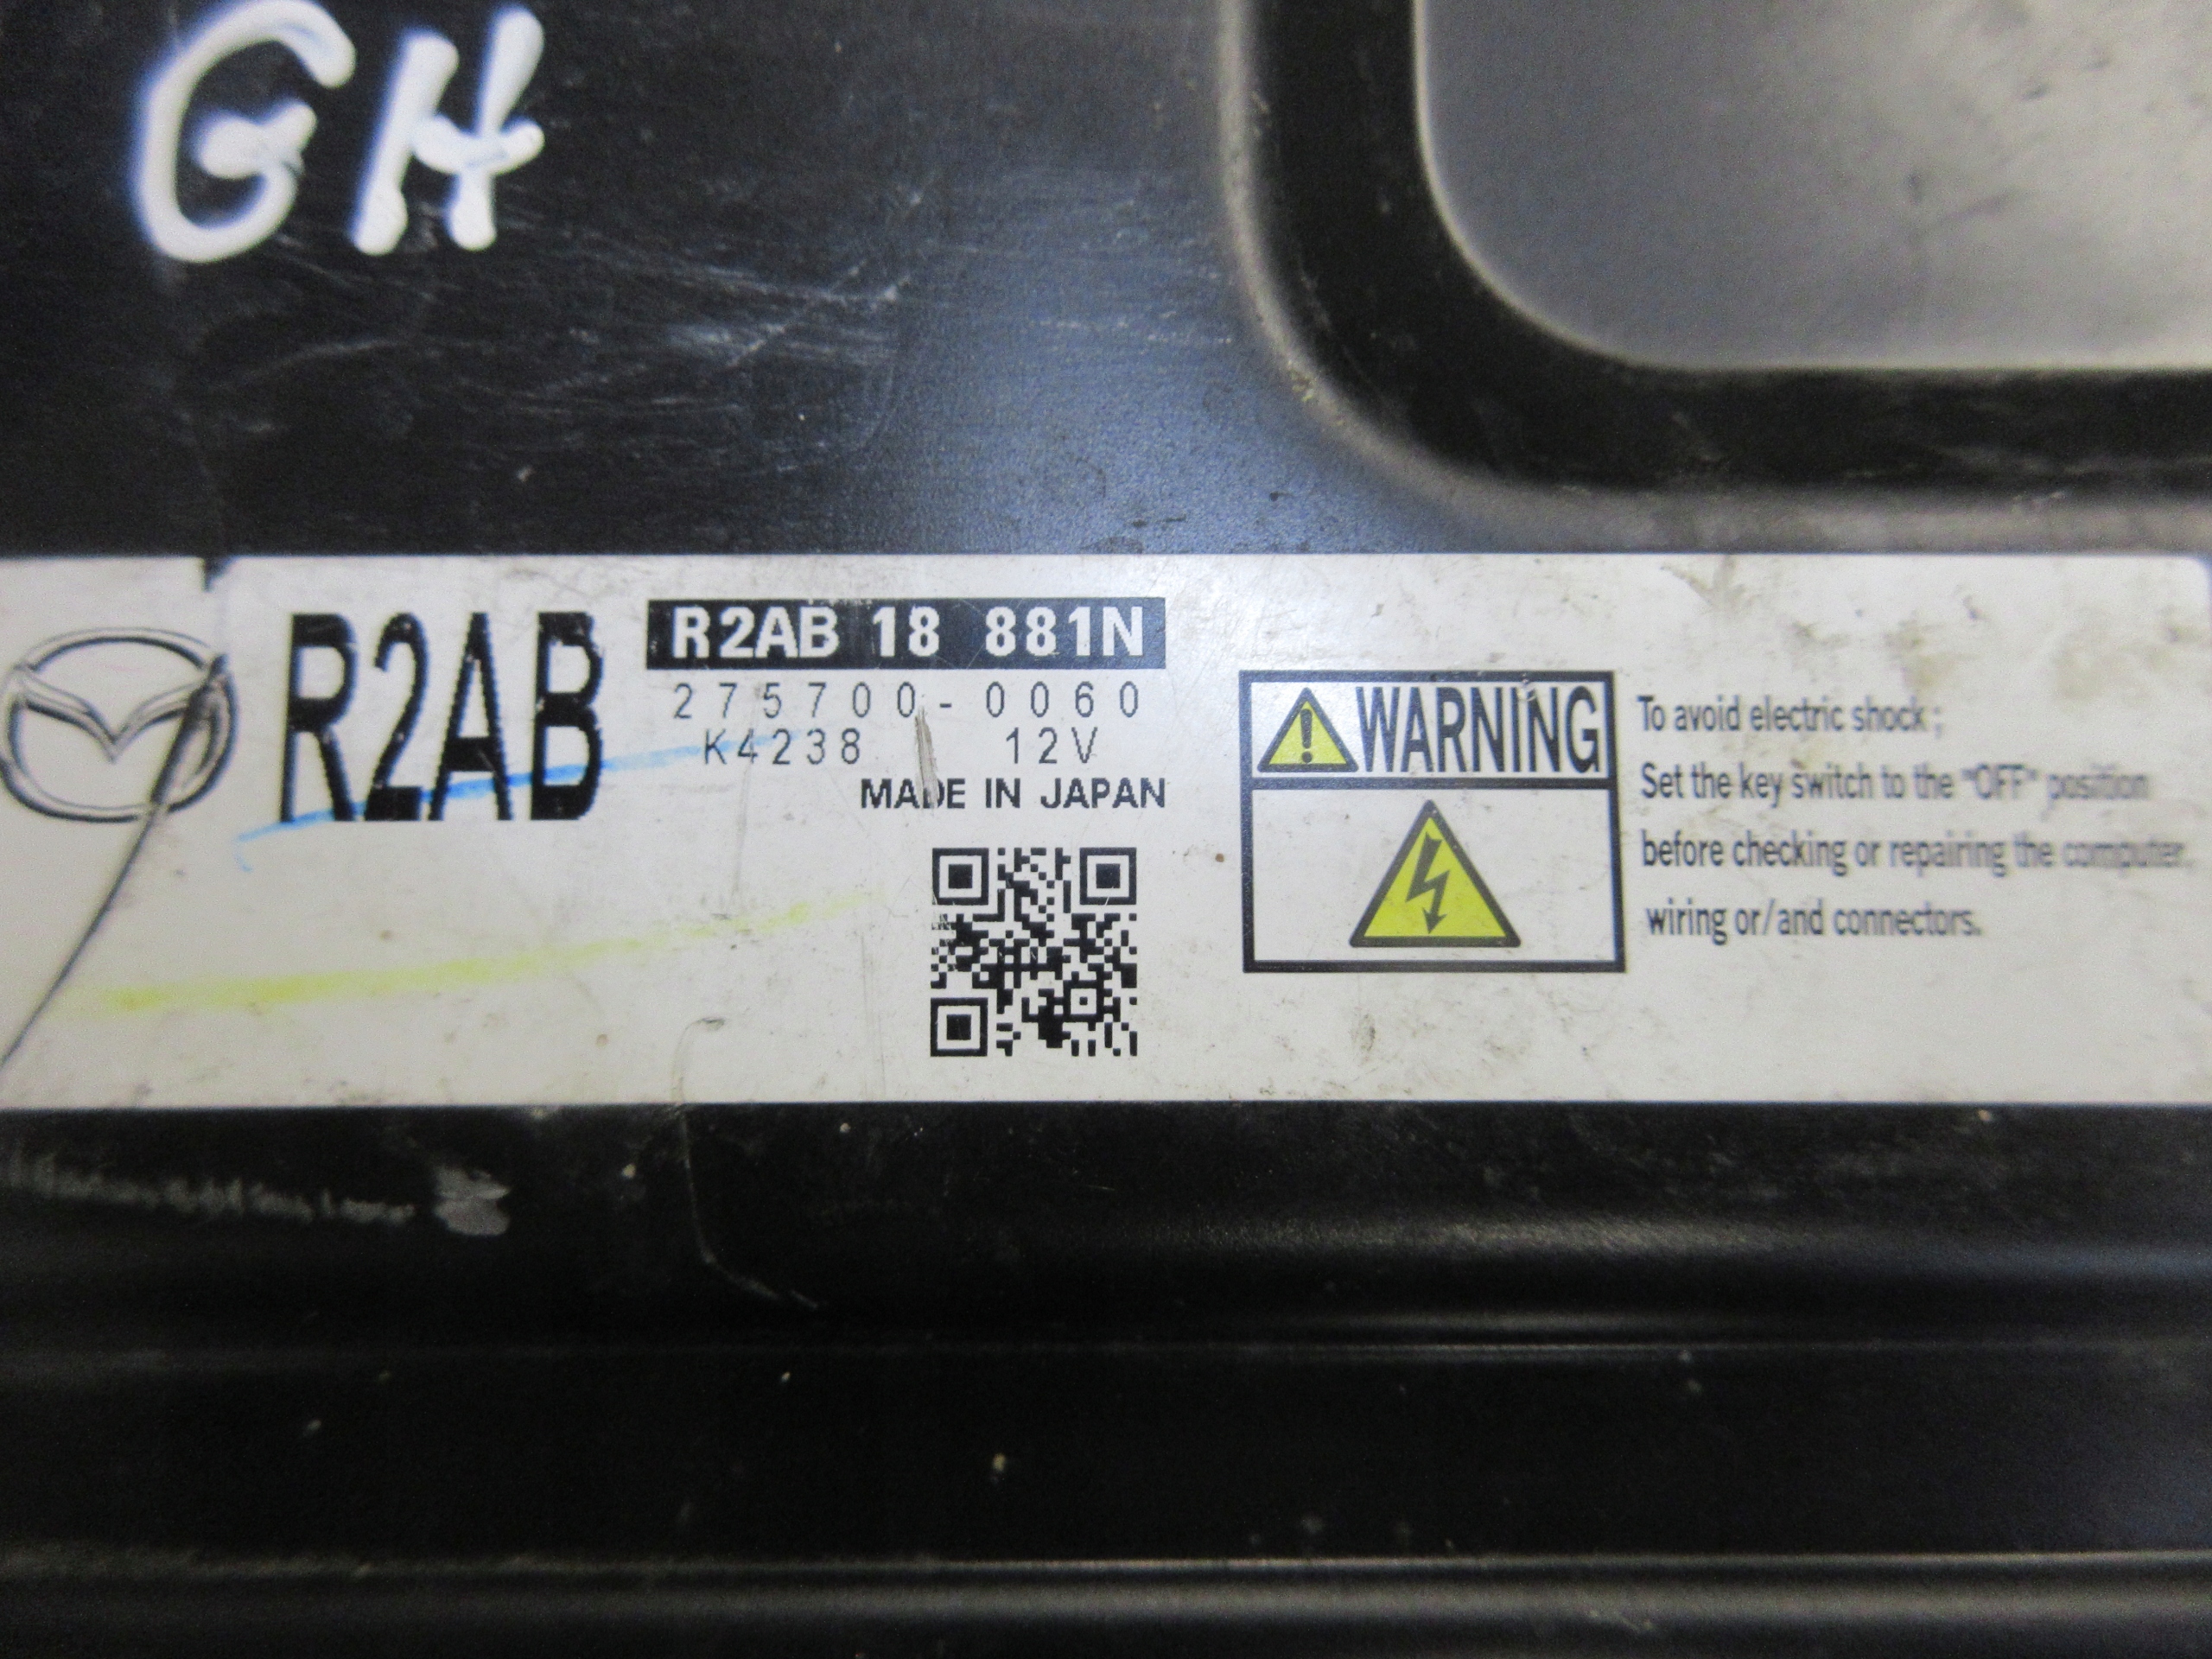 GH
R2AB
R2AB 18 881N
275700-0060
K4238 12V
MADE IN JAPAN
WARNING
To avoid electric shock ;
Set the key switch to the "OFF" position
before checking or repairing the computer,
wiring or/and connectors.